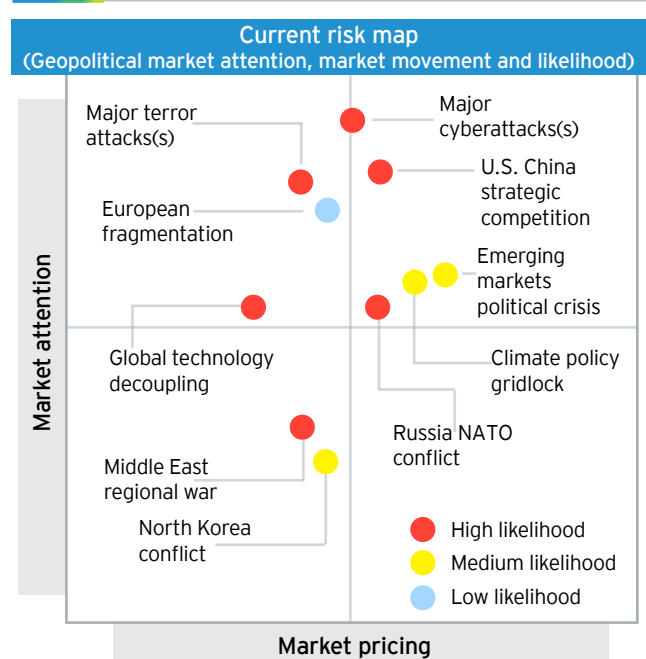 Current risk map
(Geopolitical market attention, market movement and likelihood)
Major terror
attacks(s)
Major
cyberattacks(s)
U.S. China
strategic
competition
European
fragmentation
Emerging
markets
political crisis
Global technology
decoupling
Climate policy
gridlock
Russia NATO
conflict
Middle East
regional war
North Korea
conflict
High likelihood
Medium likelihood
Low likelihood
Market attention
Market pricing